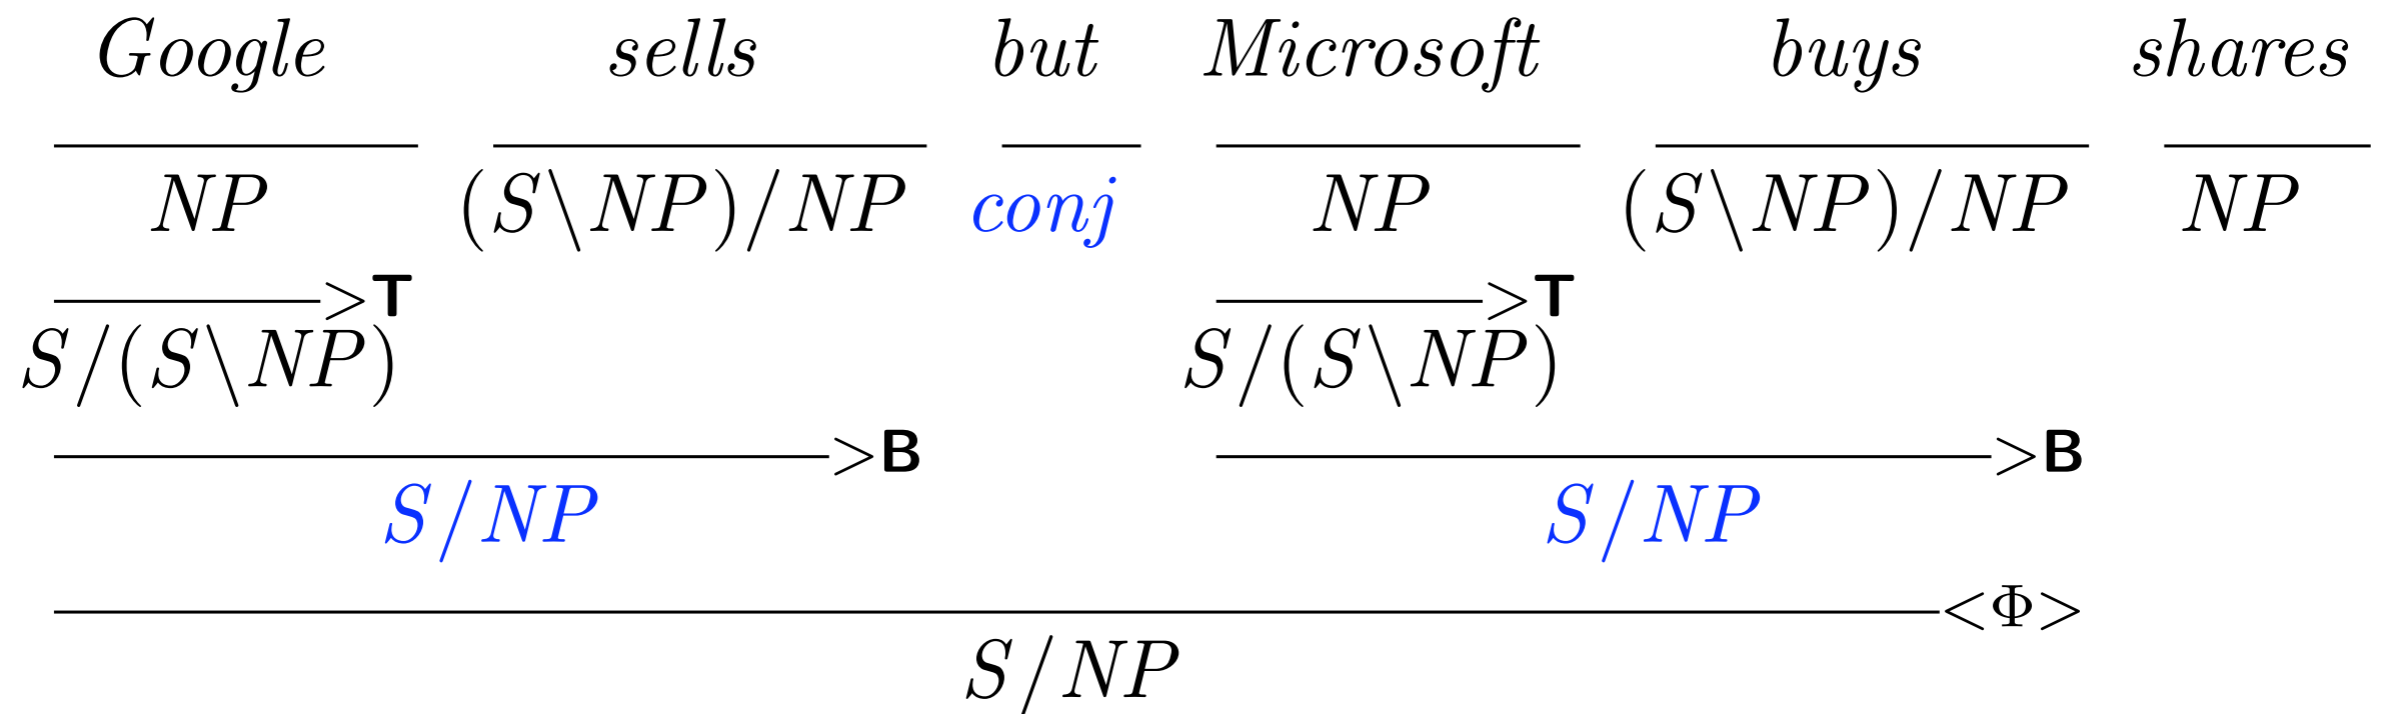 Google sells but Microsoft buys shares
NP (S\NP)/NP conj NP (S\NP)/NP NP
>T >T
S/(S\NP) S/(S\NP)
>B >B
S/NP S/NP
<Φ>
S/NP